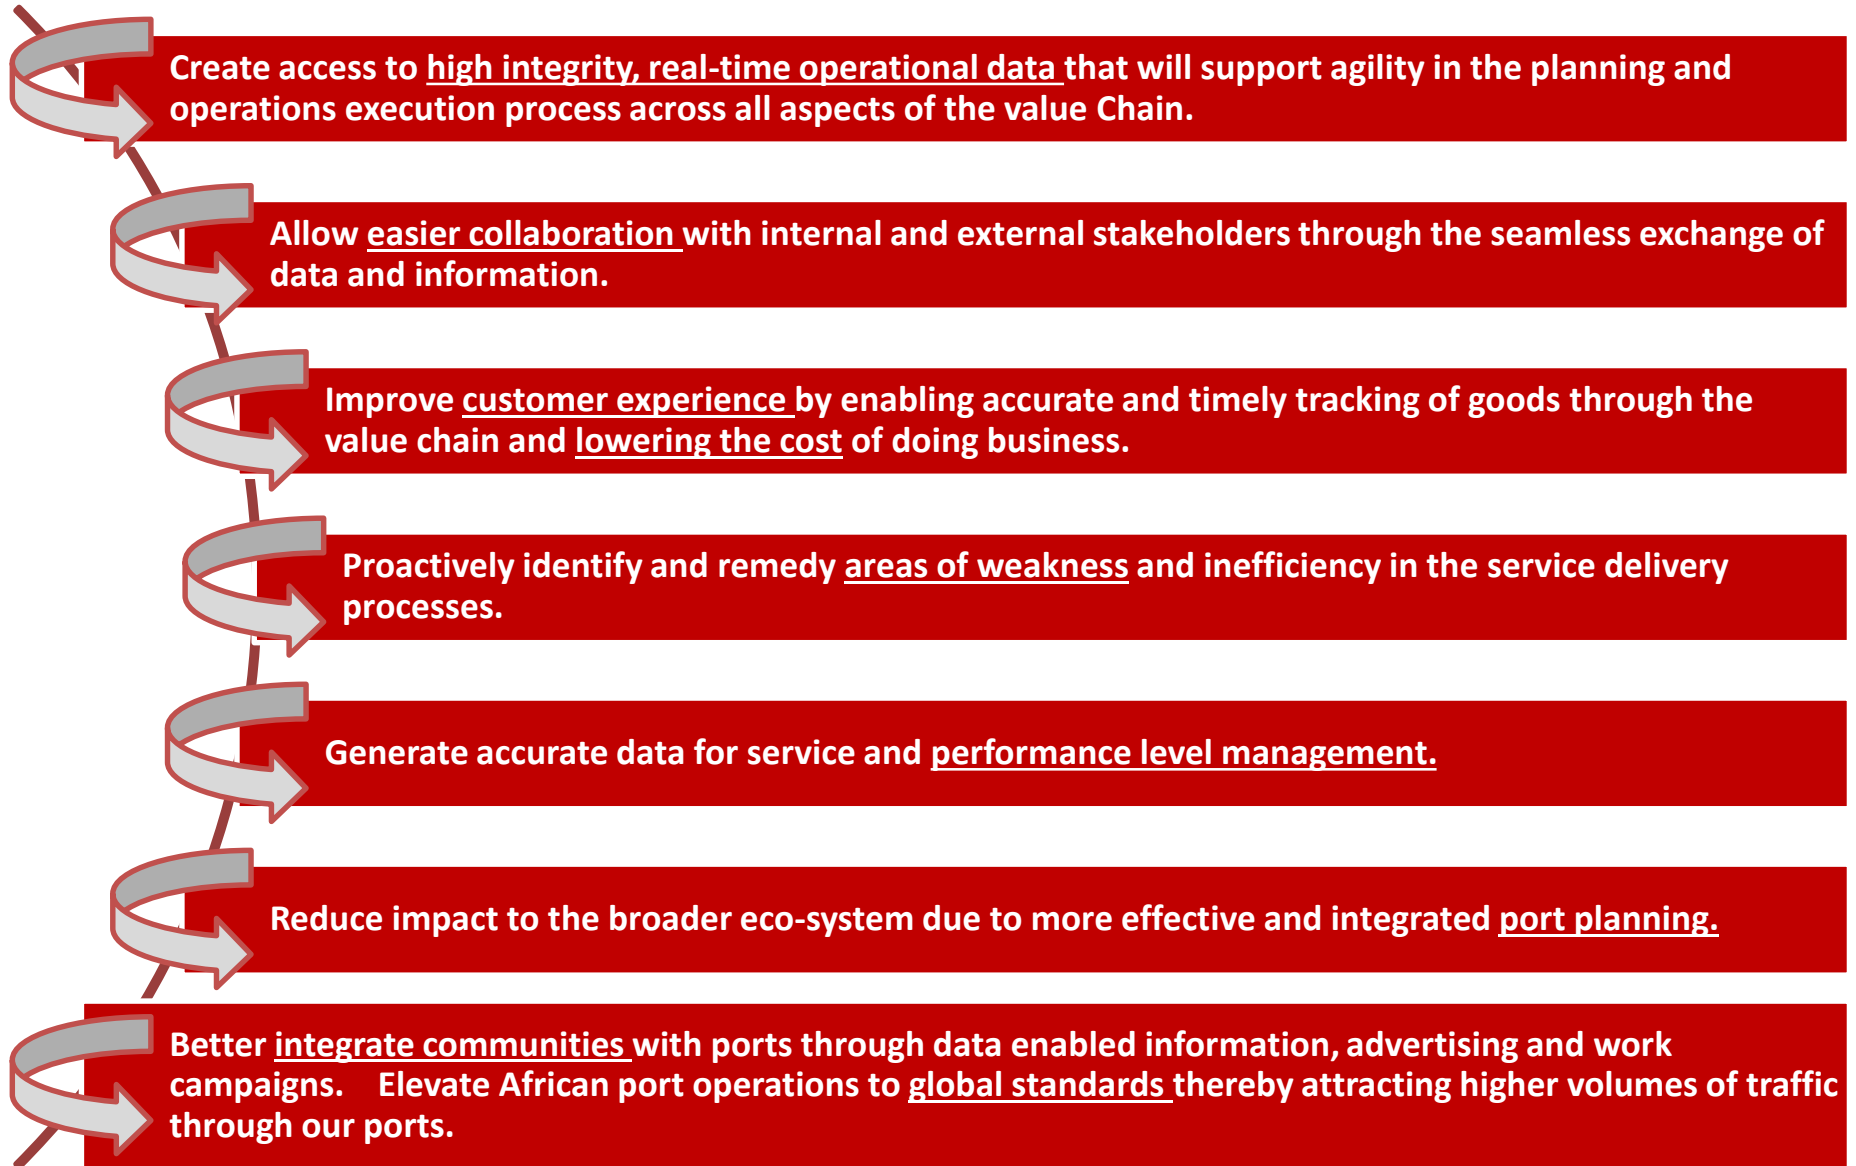 Create access to high integrity, real-time operational data that will support agility in the planning and
operations execution process across all aspects of the value Chain.
Allow easier collaboration with internal and external stakeholders through the seamless exchange of
data and information.
Improve customer experience by enabling accurate and timely tracking of goods through the
value chain and lowering the cost of doing business.
Proactively identify and remedy areas of weakness and inefficiency in the service delivery
processes.
Generate accurate data for service and performance level management.
Reduce impact to the broader eco-system due to more effective and integrated port planning.
Better integrate communities with ports through data enabled information, advertising and work
campaigns.    Elevate African port operations to global standards thereby attracting higher volumes of traffic
through our ports.